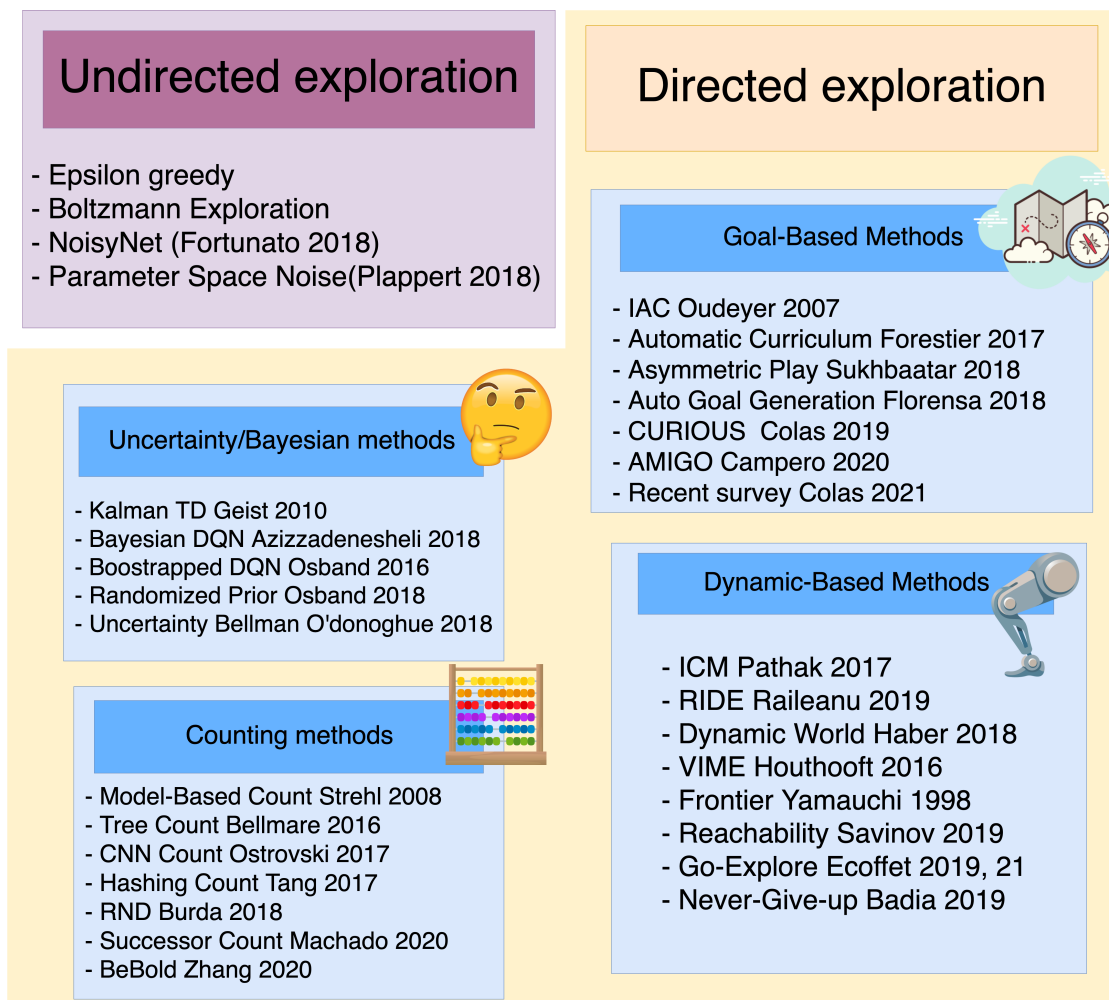 Undirected exploration
- Epsilon greedy
- Boltzmann Exploration
- NoisyNet (Fortunato 2018)
- Parameter Space Noise(Plappert 2018)
Directed exploration
Goal-Based Methods
- IAC Oudeyer 2007
- Automatic Curriculum Forestier 2017
- Asymmetric Play Sukhbaatar 2018
- Auto Goal Generation Florensa 2018
- CURIOUS  Colas 2019
- AMIGO Campero 2020
- Recent survey Colas 2021
Uncertainty/Bayesian methods
- Kalman TD Geist 2010
- Bayesian DQN Azizzadenesheli 2018
- Boostrapped DQN Osband 2016
- Randomized Prior Osband 2018
- Uncertainty Bellman O'donoghue 2018
Dynamic-Based Methods
- ICM Pathak 2017
- RIDE Raileanu 2019
- Dynamic World Haber 2018
- VIME Houthooft 2016
- Frontier Yamauchi 1998
- Reachability Savinov 2019
- Go-Explore Ecoffet 2019, 21
- Never-Give-up Badia 2019
Counting methods
- Model-Based Count Strehl 2008
- Tree Count Bellmare 2016
- CNN Count Ostrovski 2017
- Hashing Count Tang 2017
- RND Burda 2018
- Successor Count Machado 2020
- BeBold Zhang 2020